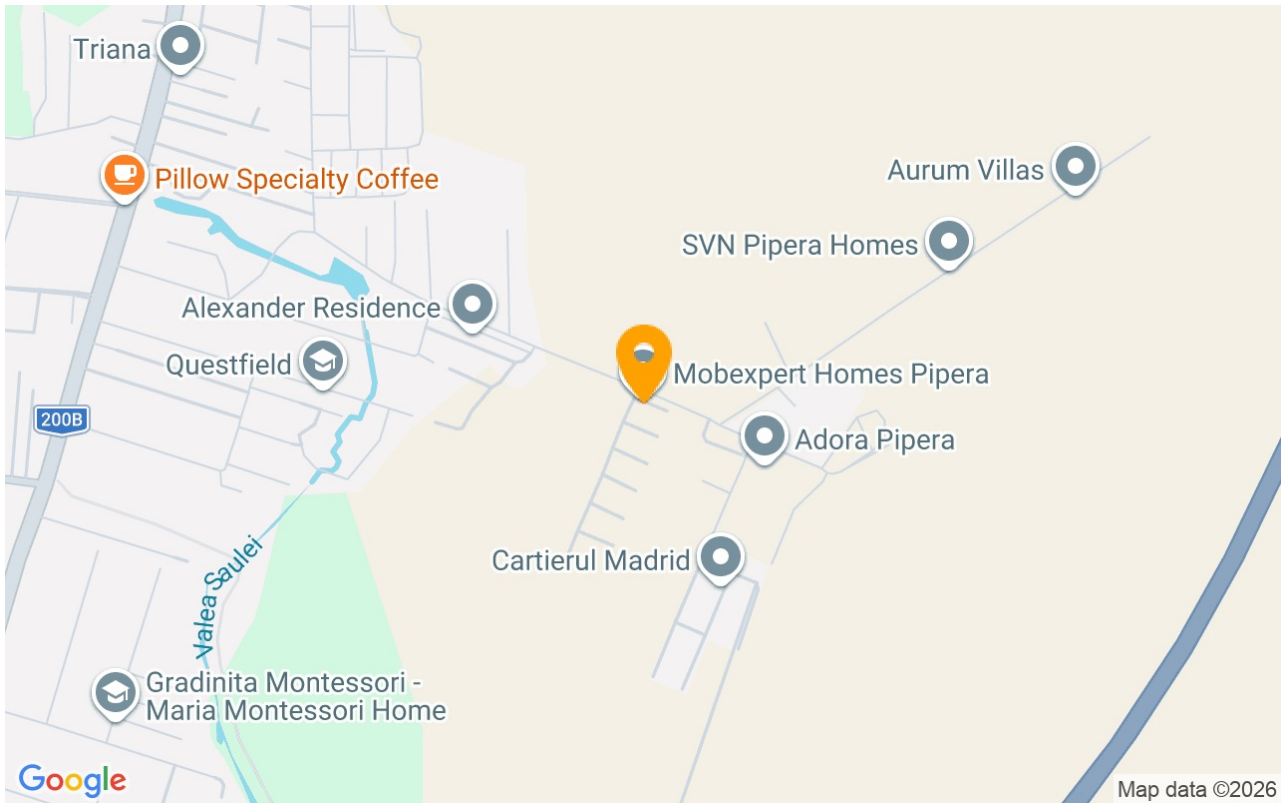 Triana
Pillow Specialty Coffee
Aurum Villas
SVN Pipera Homes
Alexander Residence
Questfield
Mobexpert Homes Pipera
200B
Adora Pipera
Cartierul Madrid
Valea Saulei
Gradinita Montessori -
Maria Montessori Home
Google
Map data ©2026